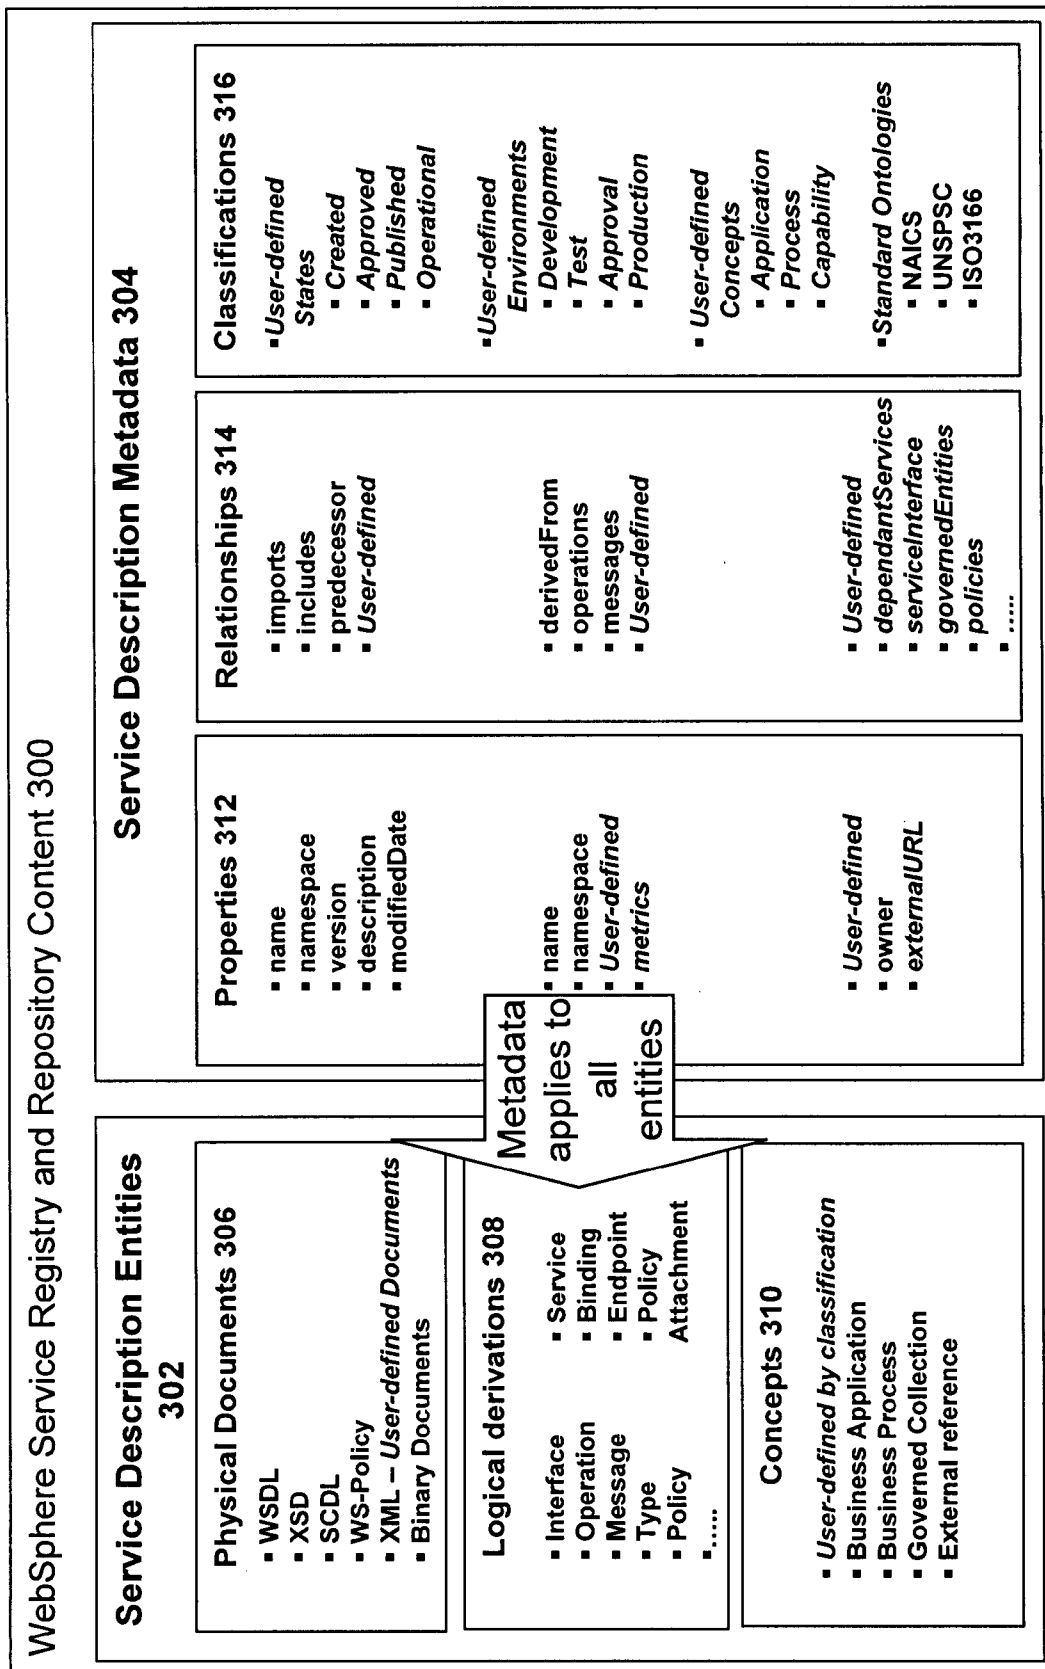 WebSphere Service Registry and Repository Content 300
Service Description Entities
302
Physical Documents 306
▪ WSDL
▪ XSD
▪ SCDL
▪ WS-Policy
▪ XML – User-defined Documents
▪ Binary Documents
Logical derivations 308
▪ Interface
▪ Operation
▪ Message
▪ Type
▪ Policy
▪.....
▪ Service
▪ Binding
▪ Endpoint
▪ Policy
Attachment
Concepts 310
▪ User-defined by classification
▪ Business Application
▪ Business Process
▪ Governed Collection
▪ External reference
Metadata
applies to
all
entities
Service Description Metadata 304
Properties 312
▪ name
▪ namespace
▪ version
▪ description
▪ modifiedDate
▪ name
▪ namespace
▪ User-defined
▪ metrics
▪ User-defined
▪ owner
▪ externalURL
Relationships 314
▪ imports
▪ includes
▪ predecessor
▪ User-defined
▪ derivedFrom
▪ operations
▪ messages
▪ User-defined
▪ User-defined
▪ dependantServices
▪ serviceInterface
▪ governedEntities
▪ policies
▪ .....
Classifications 316
▪User-defined
States
▪ Created
▪ Approved
▪ Published
▪ Operational
▪User-defined
Environments
▪ Development
▪ Test
▪ Approval
▪ Production
▪ User-defined
Concepts
▪ Application
▪ Process
▪ Capability
▪Standard Ontologies
▪ NAICS
▪ UNSPSC
▪ ISO3166